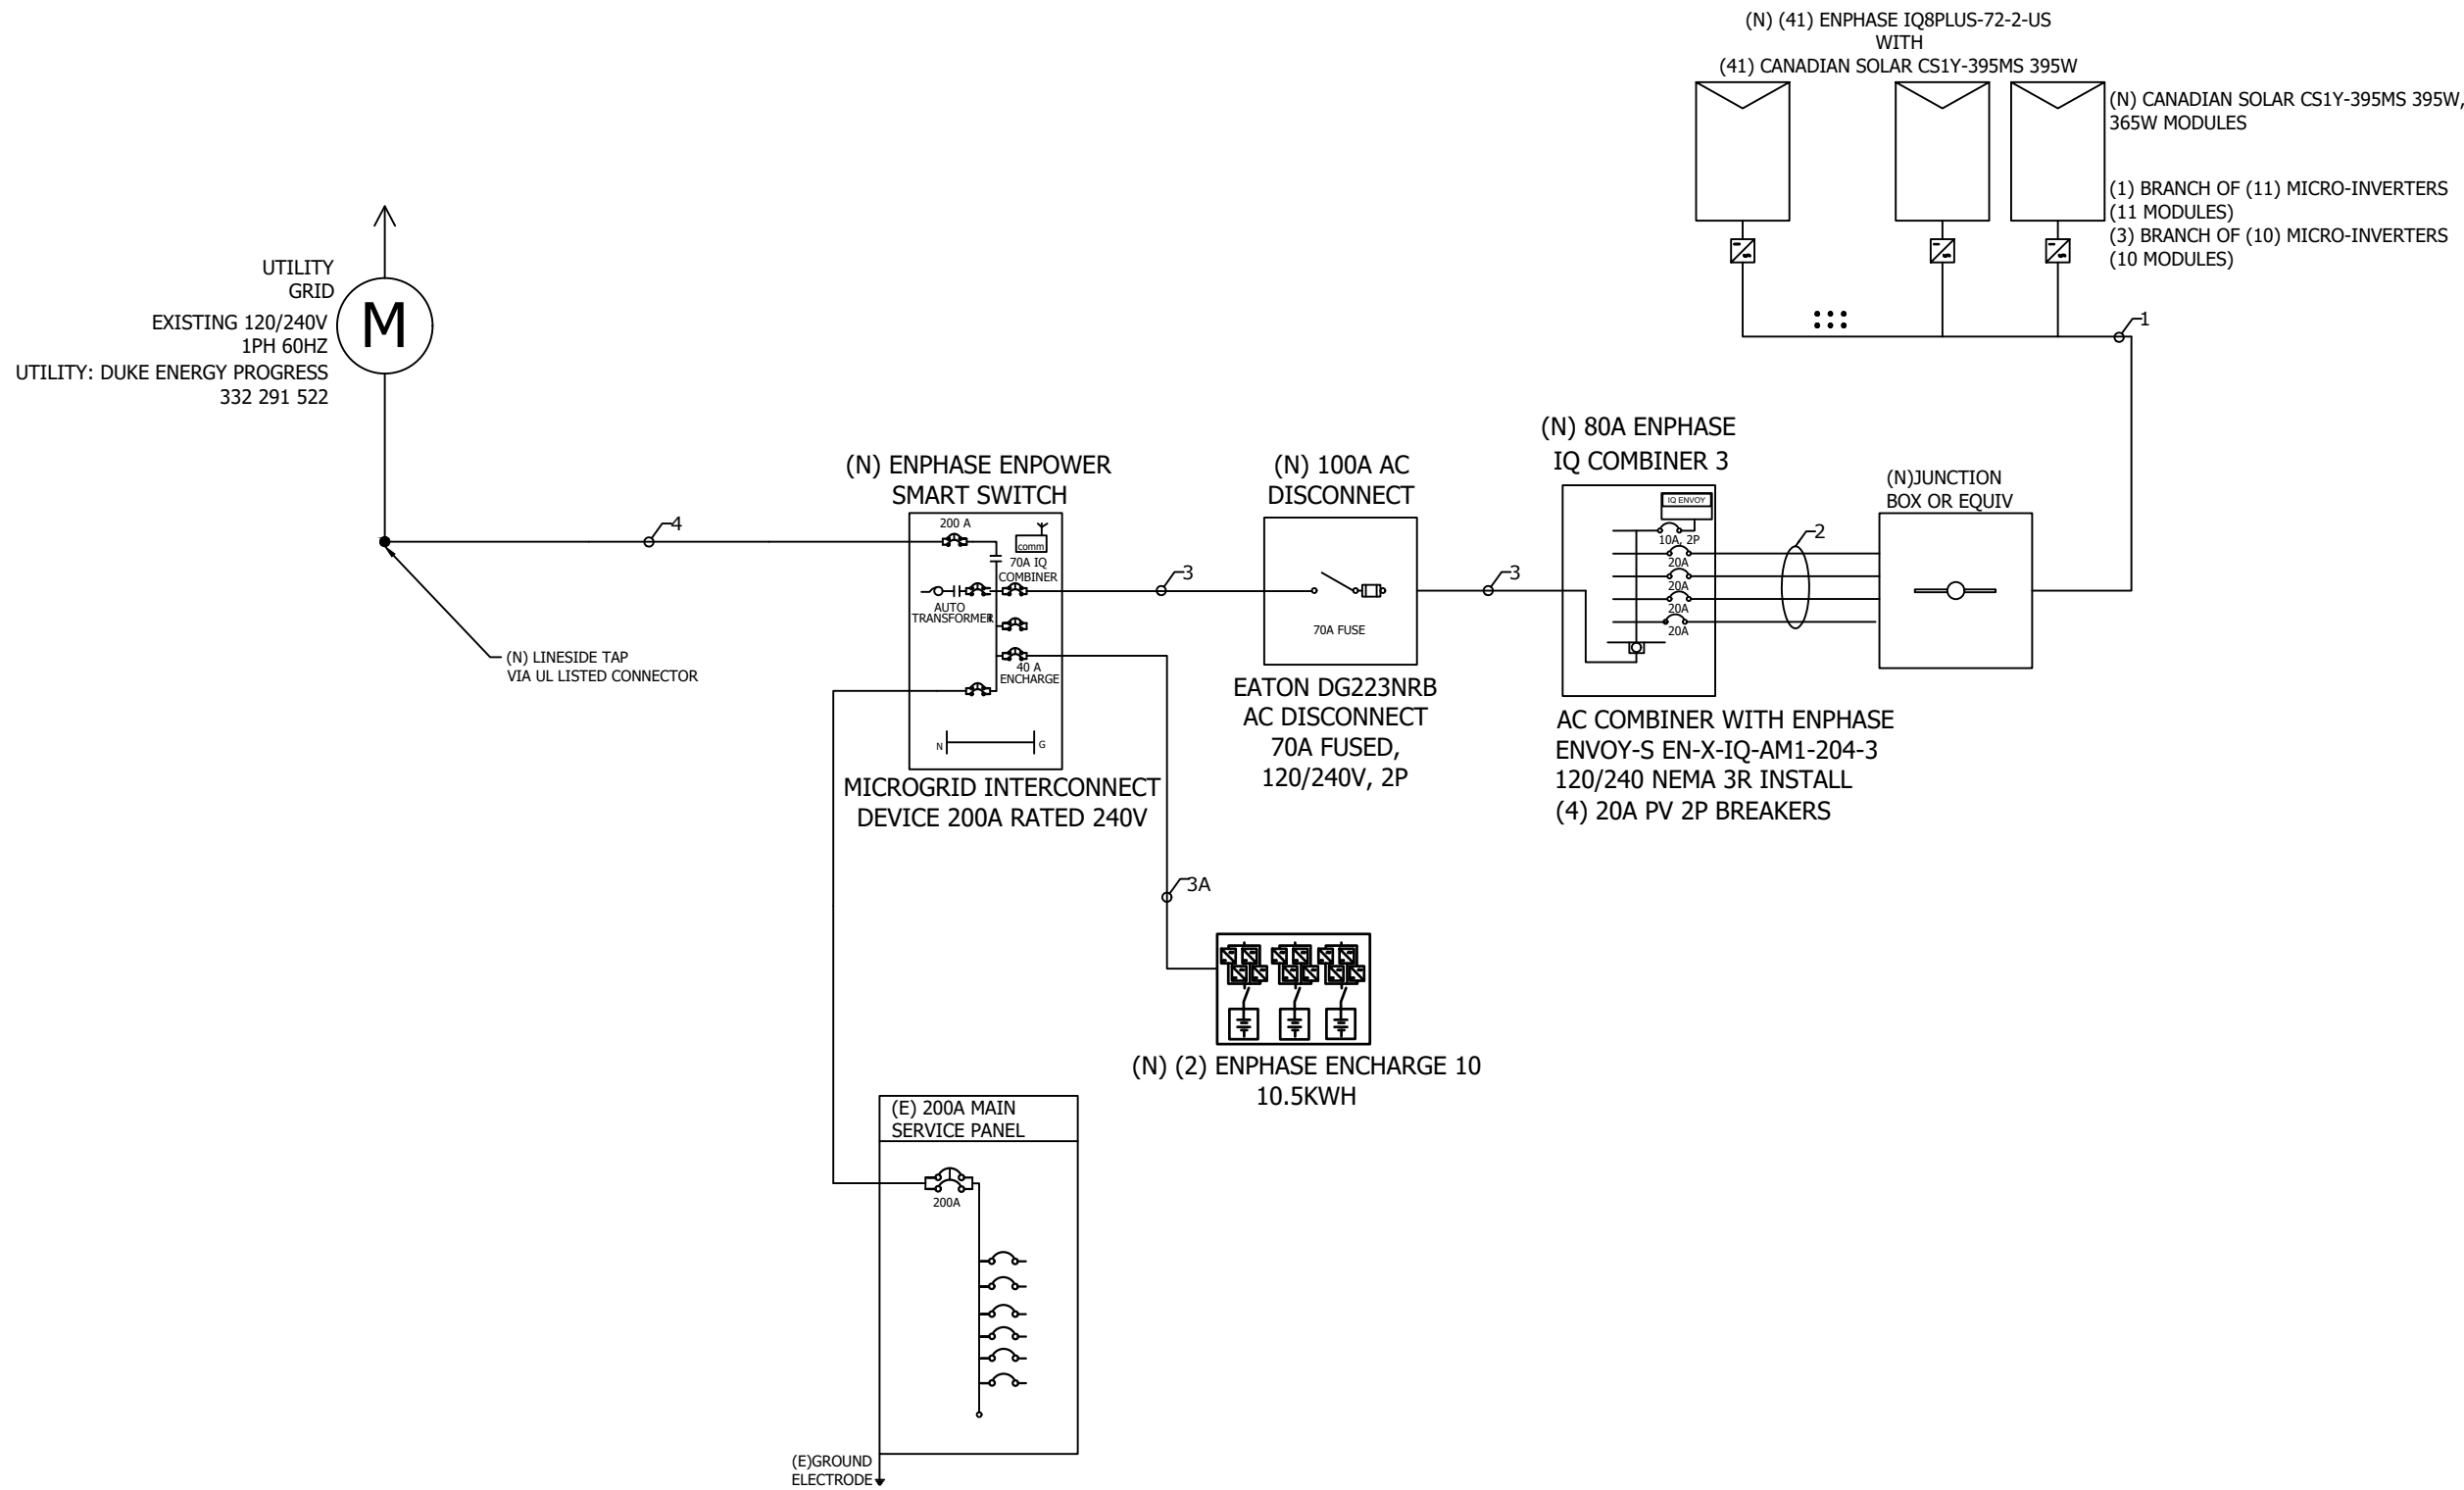 (N) (41) ENPHASE IQ8PLUS-72-2-US
WITH
(41) CANADIAN SOLAR CS1Y-395MS 395W
(N) CANADIAN SOLAR CS1Y-395MS 395W,
365W MODULES
(1) BRANCH OF (11) MICRO-INVERTERS
(11 MODULES)
(3) BRANCH OF (10) MICRO-INVERTERS
(10 MODULES)
1
UTILITY
GRID
EXISTING 120/240V
1PH 60HZ
UTILITY: DUKE ENERGY PROGRESS
332 291 522
M
4
(N) LINESIDE TAP
VIA UL LISTED CONNECTOR
(N) ENPHASE ENPOWER
SMART SWITCH
200 A
comm
70A IQ
COMBINER
AUTO
TRANSFORMER
40 A
ENCHARGE
N
G
MICROGRID INTERCONNECT
DEVICE 200A RATED 240V
3
(N) 100A AC
DISCONNECT
70A FUSE
EATON DG223NRB
AC DISCONNECT
70A FUSED,
120/240V, 2P
3
(N) 80A ENPHASE
IQ COMBINER 3
IQ ENVOY
10A, 2P
20A
20A
20A
20A
AC COMBINER WITH ENPHASE
ENVOY-S EN-X-IQ-AM1-204-3
120/240 NEMA 3R INSTALL
(4) 20A PV 2P BREAKERS
2
(N)JUNCTION
BOX OR EQUIV
3A
(N) (2) ENPHASE ENCHARGE 10
10.5KWH
(E) 200A MAIN
SERVICE PANEL
200A
(E)GROUND
ELECTRODE